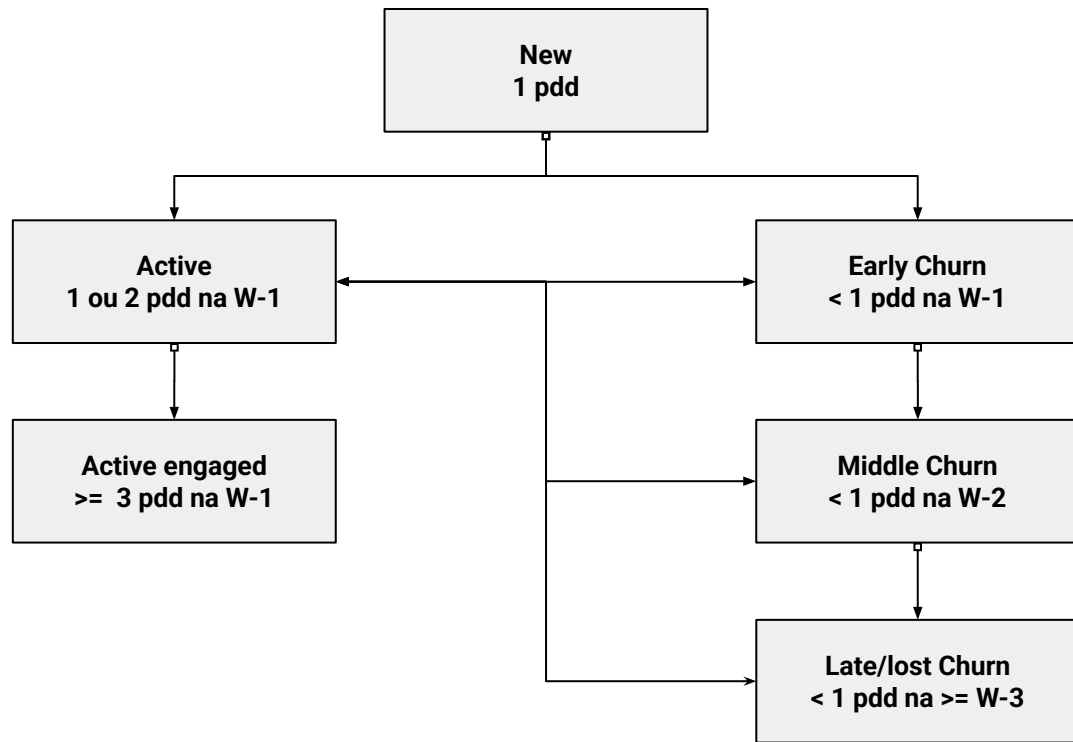 New
1 pdd
Active
1 ou 2 pdd na W-1
Early Churn
< 1 pdd na W-1
Active engaged
>= 3 pdd na W-1
Middle Churn
< 1 pdd na W-2
Late/lost Churn
< 1 pdd na >= W-3